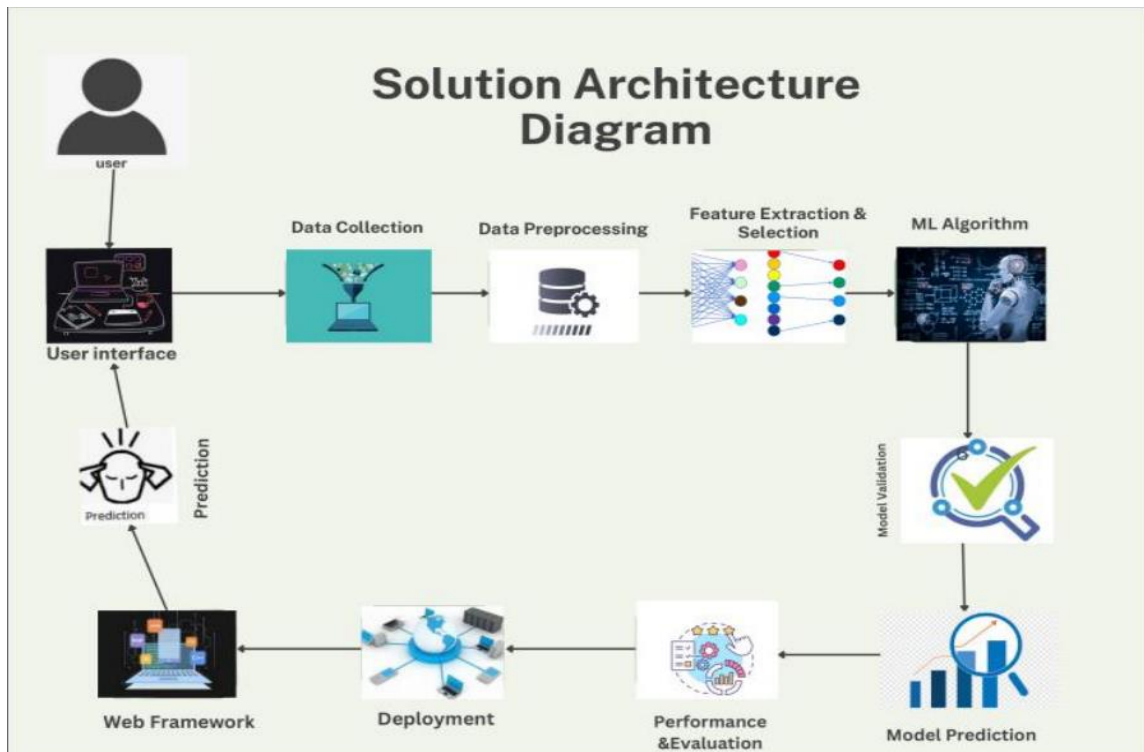 Solution Architecture
Diagram
user
Data Collection
Data Preprocessing
Feature Extraction &
Selection
ML Algorithm
User interface
Model Validation
Prediction
Prediction
Web Framework
Deployment
Performance
&Evaluation
Model Prediction